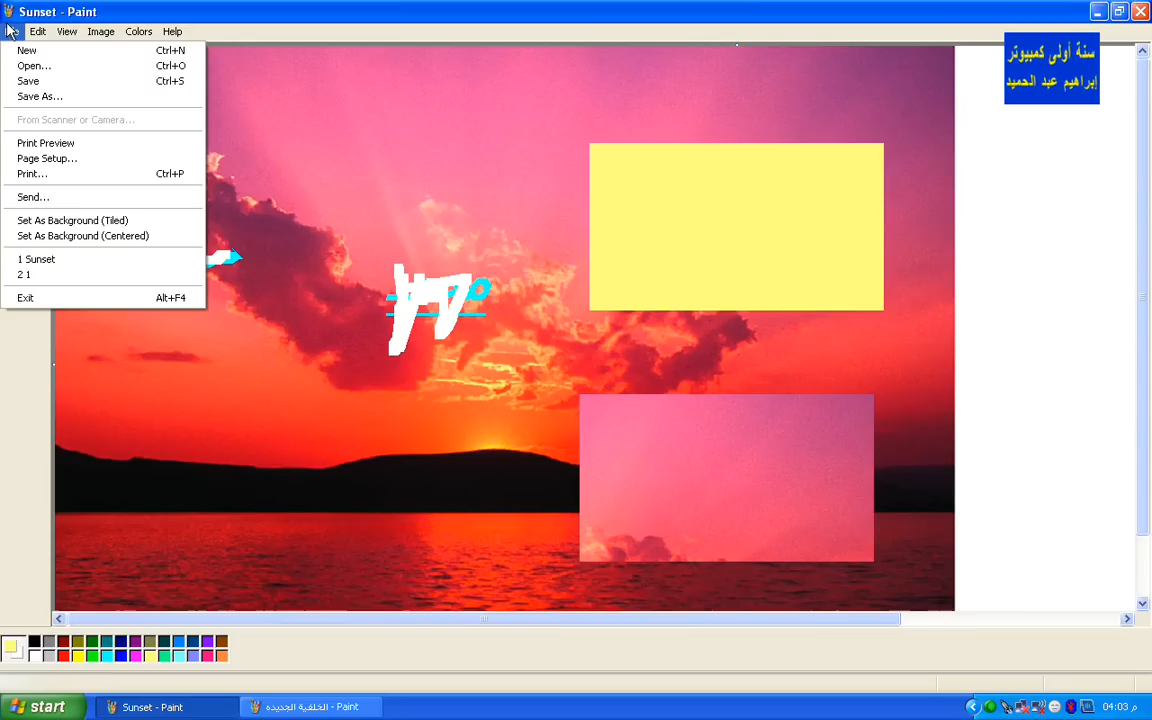 Sunset - Paint
Edit View Image Colors Help
New Ctrl+N
Open... Ctrl+O
Save Ctrl+S
Save As...
From Scanner or Camera...
Print Preview
Page Setup...
Print... Ctrl+P
Send...
Set As Background (Tiled)
Set As Background (Centered)
1 Sunset
2 1
Exit Alt+F4
سنة أولى كمبيوتر
إبراهيم عبد الحميد
start
Sunset - Paint
الخلفية الجديده - Paint
04:03 م